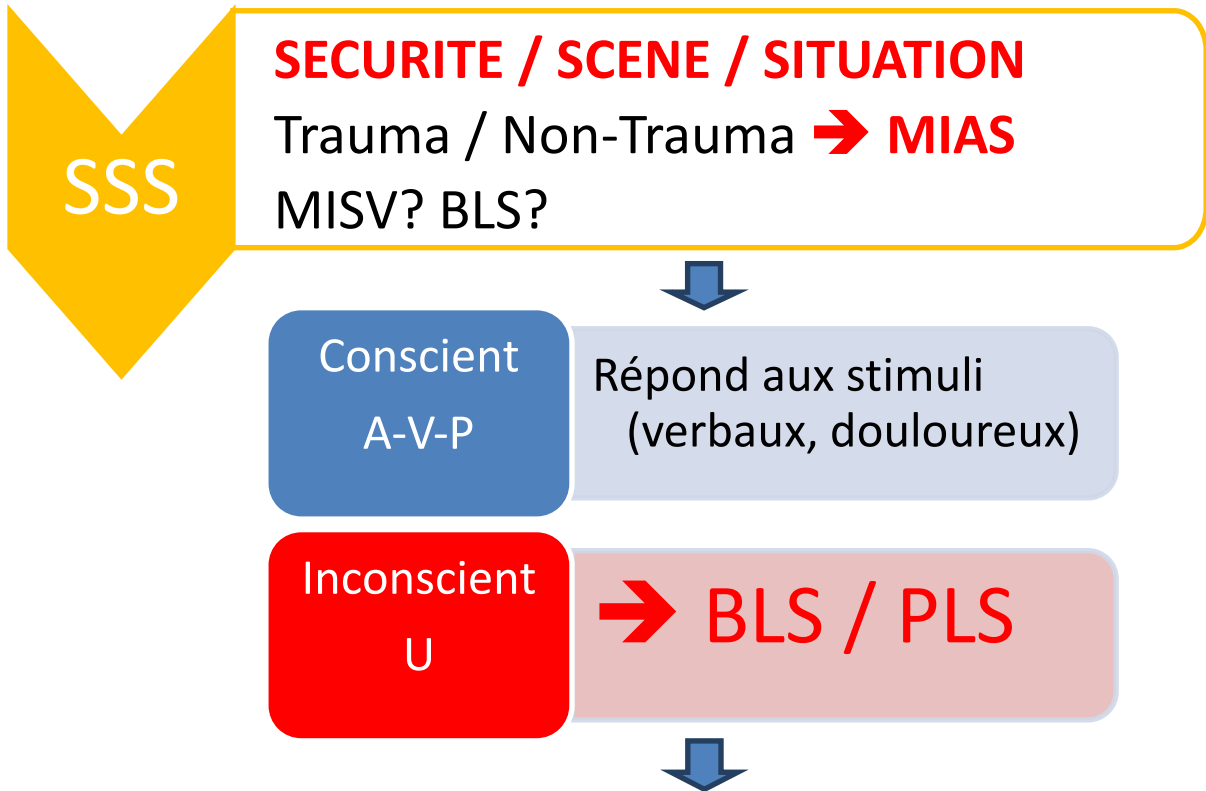 SSS
SECURITE / SCENE / SITUATION
Trauma / Non-Trauma ➔ MIAS
MISV? BLS?
Conscient
A-V-P
Répond aux stimuli
(verbaux, douloureux)
Inconscient
U
➔ BLS / PLS